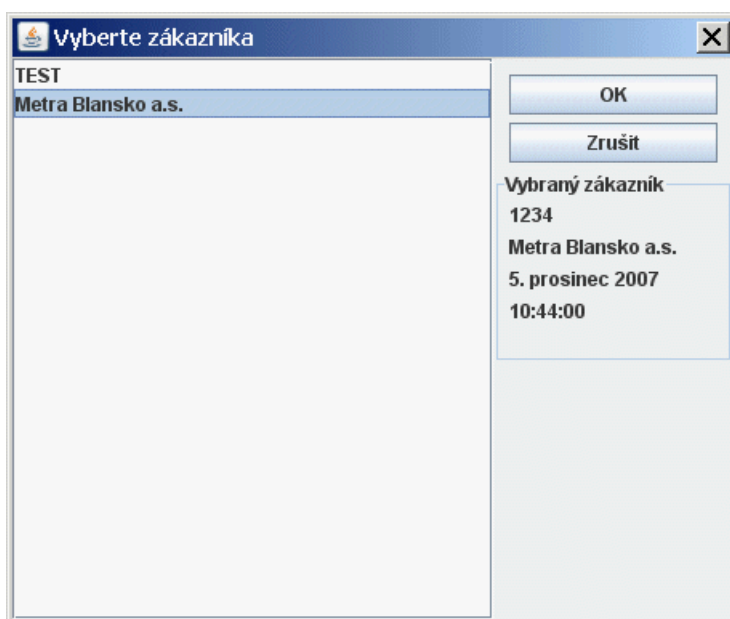 Vyberte zákazníka
TEST
Metra Blansko a.s.
OK
Zrušit
Vybraný zákazník
1234
Metra Blansko a.s.
5. prosinec 2007
10:44:00